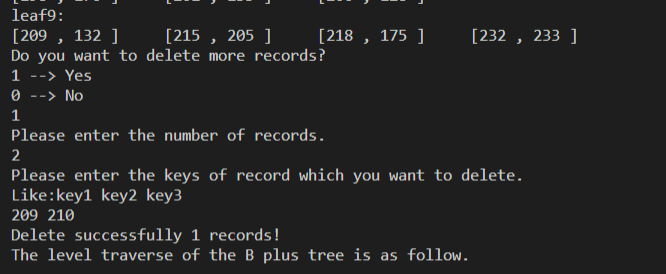 leaf9:
[209 , 132 ] [215 , 205 ] [218 , 175 ] [232 , 233 ]
Do you want to delete more records?
1 --> Yes
0 --> No
1
Please enter the number of records.
2
Please enter the keys of record which you want to delete.
Like:key1 key2 key3
209 210
Delete successfully 1 records!
The level traverse of the B plus tree is as follow.